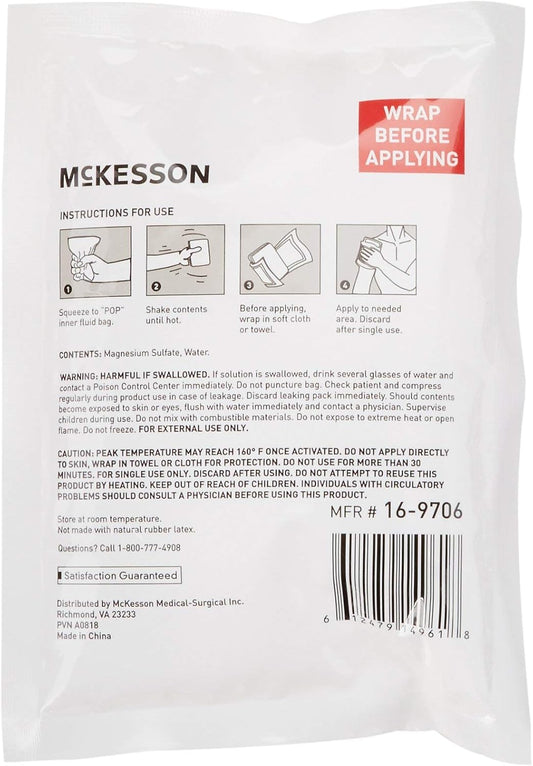 WRAP
BEFORE
APPLYING
McKESSON
INSTRUCTIONS FOR USE
1
2
3
4
Squeeze to "POP"
inner fluid bag.
Shake contents
until hot.
Before applying,
wrap in soft cloth
or towel.
Apply to needed
area. Discard
after single use.
CONTENTS: Magnesium Sulfate, Water.
WARNING: HARMFUL IF SWALLOWED. If solution is swallowed, drink several glasses of water and
contact a Poison Control Center immediately. Do not puncture bag. Check patient and compress
regularly during product use in case of leakage. Discard leaking pack immediately. Should contents
become exposed to skin or eyes, flush with water immediately and contact a physician. Supervise
children during use. Do not mix with combustible materials. Do not expose to extreme heat or open
flame. Do not freeze. FOR EXTERNAL USE ONLY.
CAUTION: PEAK TEMPERATURE MAY REACH 160° F ONCE ACTIVATED. DO NOT APPLY DIRECTLY
TO SKIN, WRAP IN TOWEL OR CLOTH FOR PROTECTION. DO NOT USE FOR MORE THAN 30
MINUTES. FOR SINGLE USE ONLY. DISCARD AFTER USING. DO NOT ATTEMPT TO REUSE THIS
PRODUCT BY HEATING. KEEP OUT OF REACH OF CHILDREN. INDIVIDUALS WITH CIRCULATORY
PROBLEMS SHOULD CONSULT A PHYSICIAN BEFORE USING THIS PRODUCT.
MFR # 16-9706
Store at room temperature.
Not made with natural rubber latex.
Questions? Call 1-800-777-4908
Satisfaction Guaranteed
Distributed by McKesson Medical-Surgical Inc.
Richmond, VA 23233
PVN A0818
Made in China
6 12479 14961 8